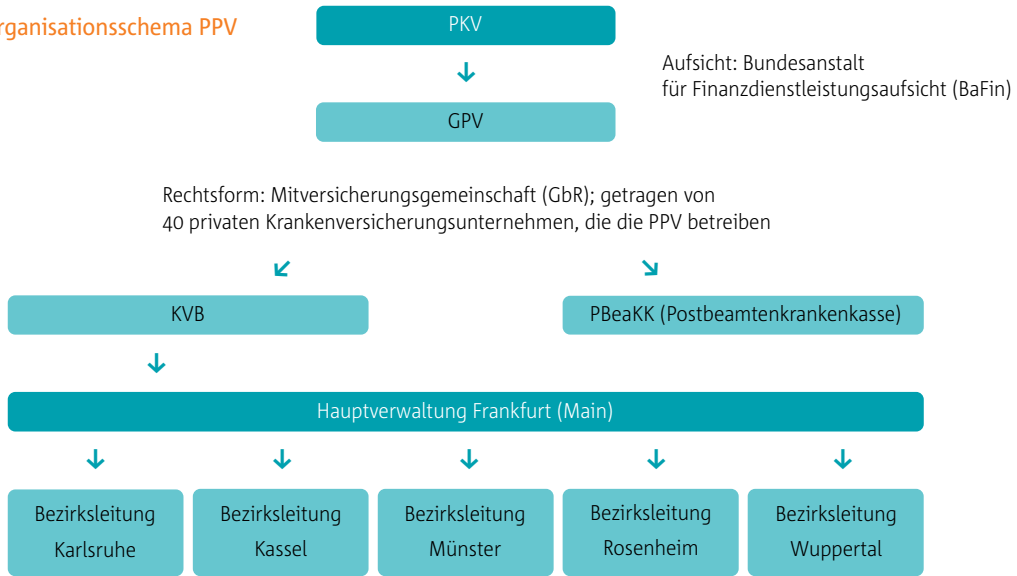 rganisationsschema PPV
PKV
Aufsicht: Bundesanstalt
für Finanzdienstleistungsaufsicht (BaFin)
GPV
Rechtsform: Mitversicherungsgemeinschaft (GbR); getragen von
40 privaten Krankenversicherungsunternehmen, die die PPV betreiben
KVB
PBeaKK (Postbeamtenkrankenkasse)
Hauptverwaltung Frankfurt (Main)
Bezirksleitung
Karlsruhe
Bezirksleitung
Kassel
Bezirksleitung
Münster
Bezirksleitung
Rosenheim
Bezirksleitung
Wuppertal